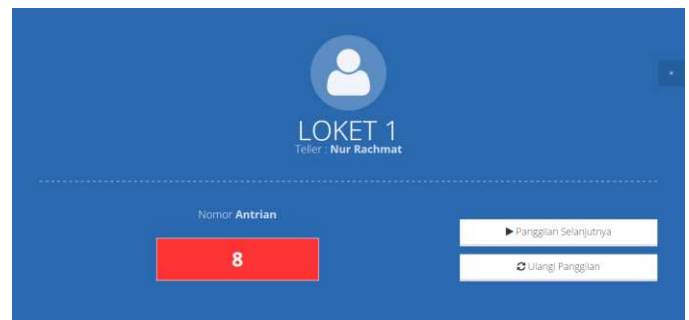 LOKET 1
Teller : Nur Rachmat
Nomor Antrian
8
Panggilan Selanjutnya
Ulangi Panggilan